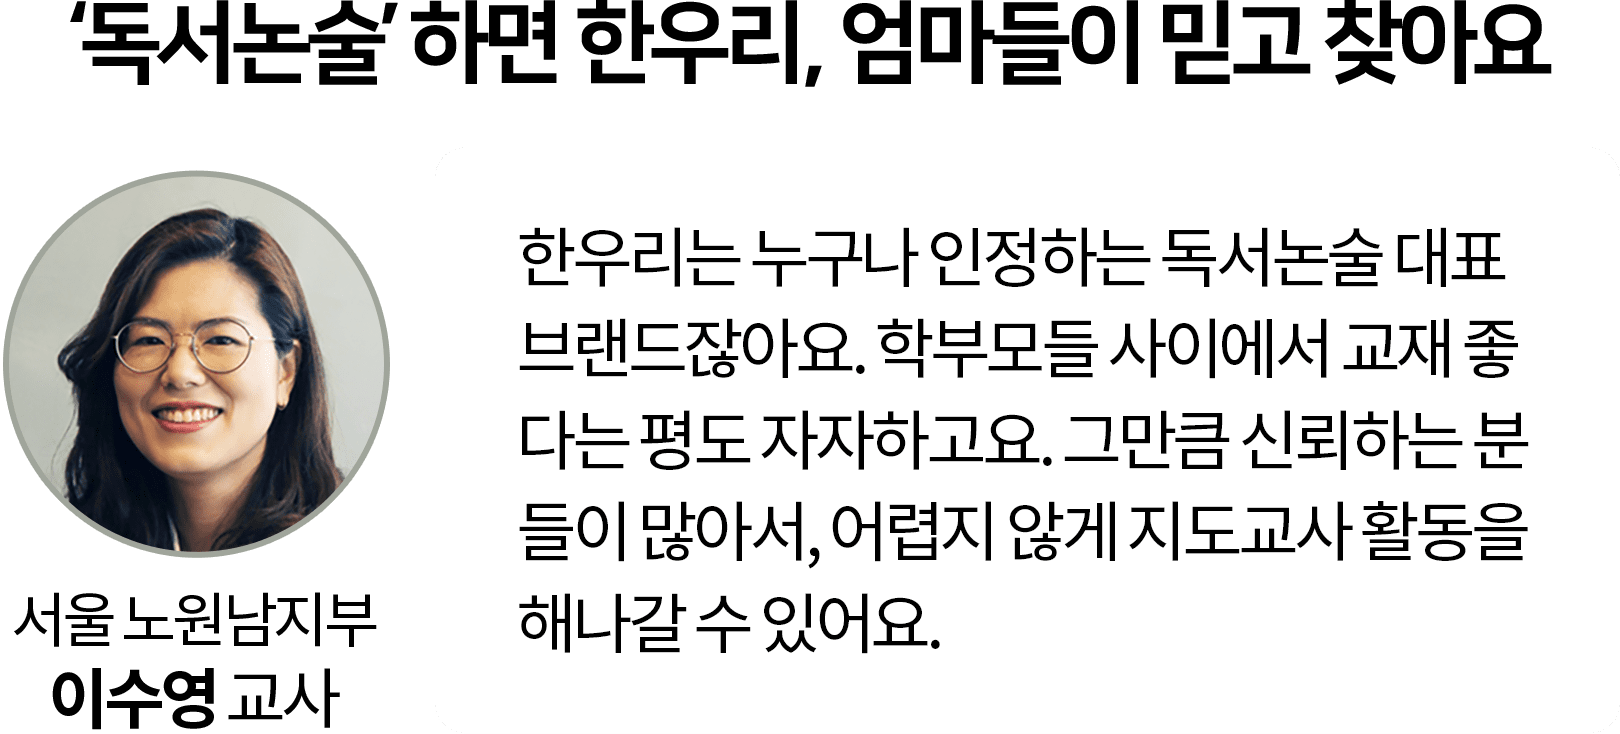 ‘독서논술’ 하면 한우리, 엄마들이 믿고 찾아요
한우리는 누구나 인정하는 독서논술 대표
브랜드잖아요. 학부모들 사이에서 교재 좋
다는 평도 자자하고요. 그만큼 신뢰하는 분
들이 많아서, 어렵지 않게 지도교사 활동을
해나갈 수 있어요.
서울 노원남지부
이수영 교사